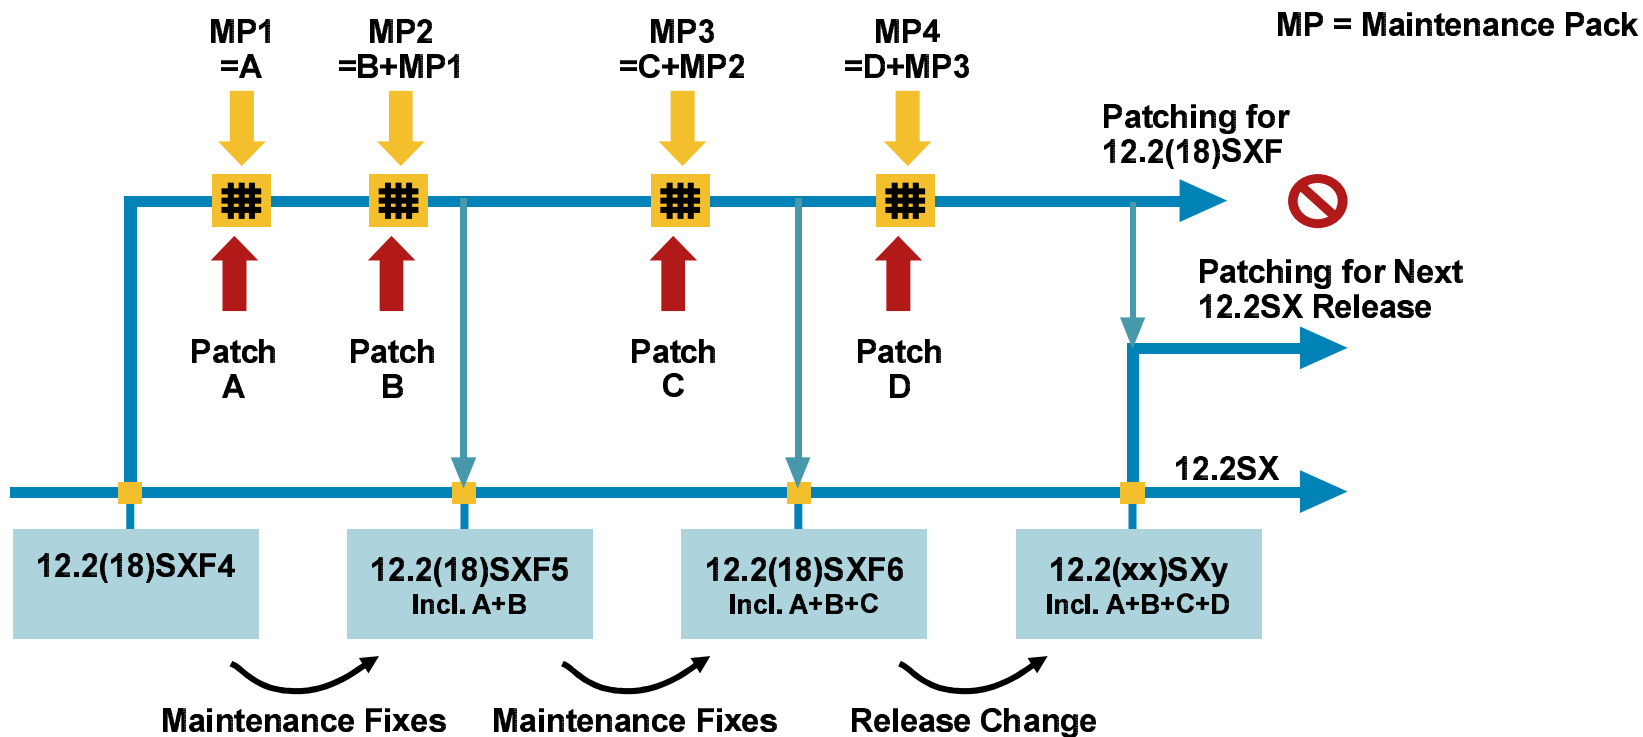 MP1
=A
MP2
=B+MP1
MP3
=C+MP2
MP4
=D+MP3
MP = Maintenance Pack
Patching for
12.2(18)SXF
Patching for Next
12.2SX Release
Patch
A
Patch
B
Patch
C
Patch
D
12.2SX
12.2(18)SXF4
12.2(18)SXF5
Incl. A+B
12.2(18)SXF6
Incl. A+B+C
12.2(xx)SXy
Incl. A+B+C+D
Maintenance Fixes
Maintenance Fixes
Release Change